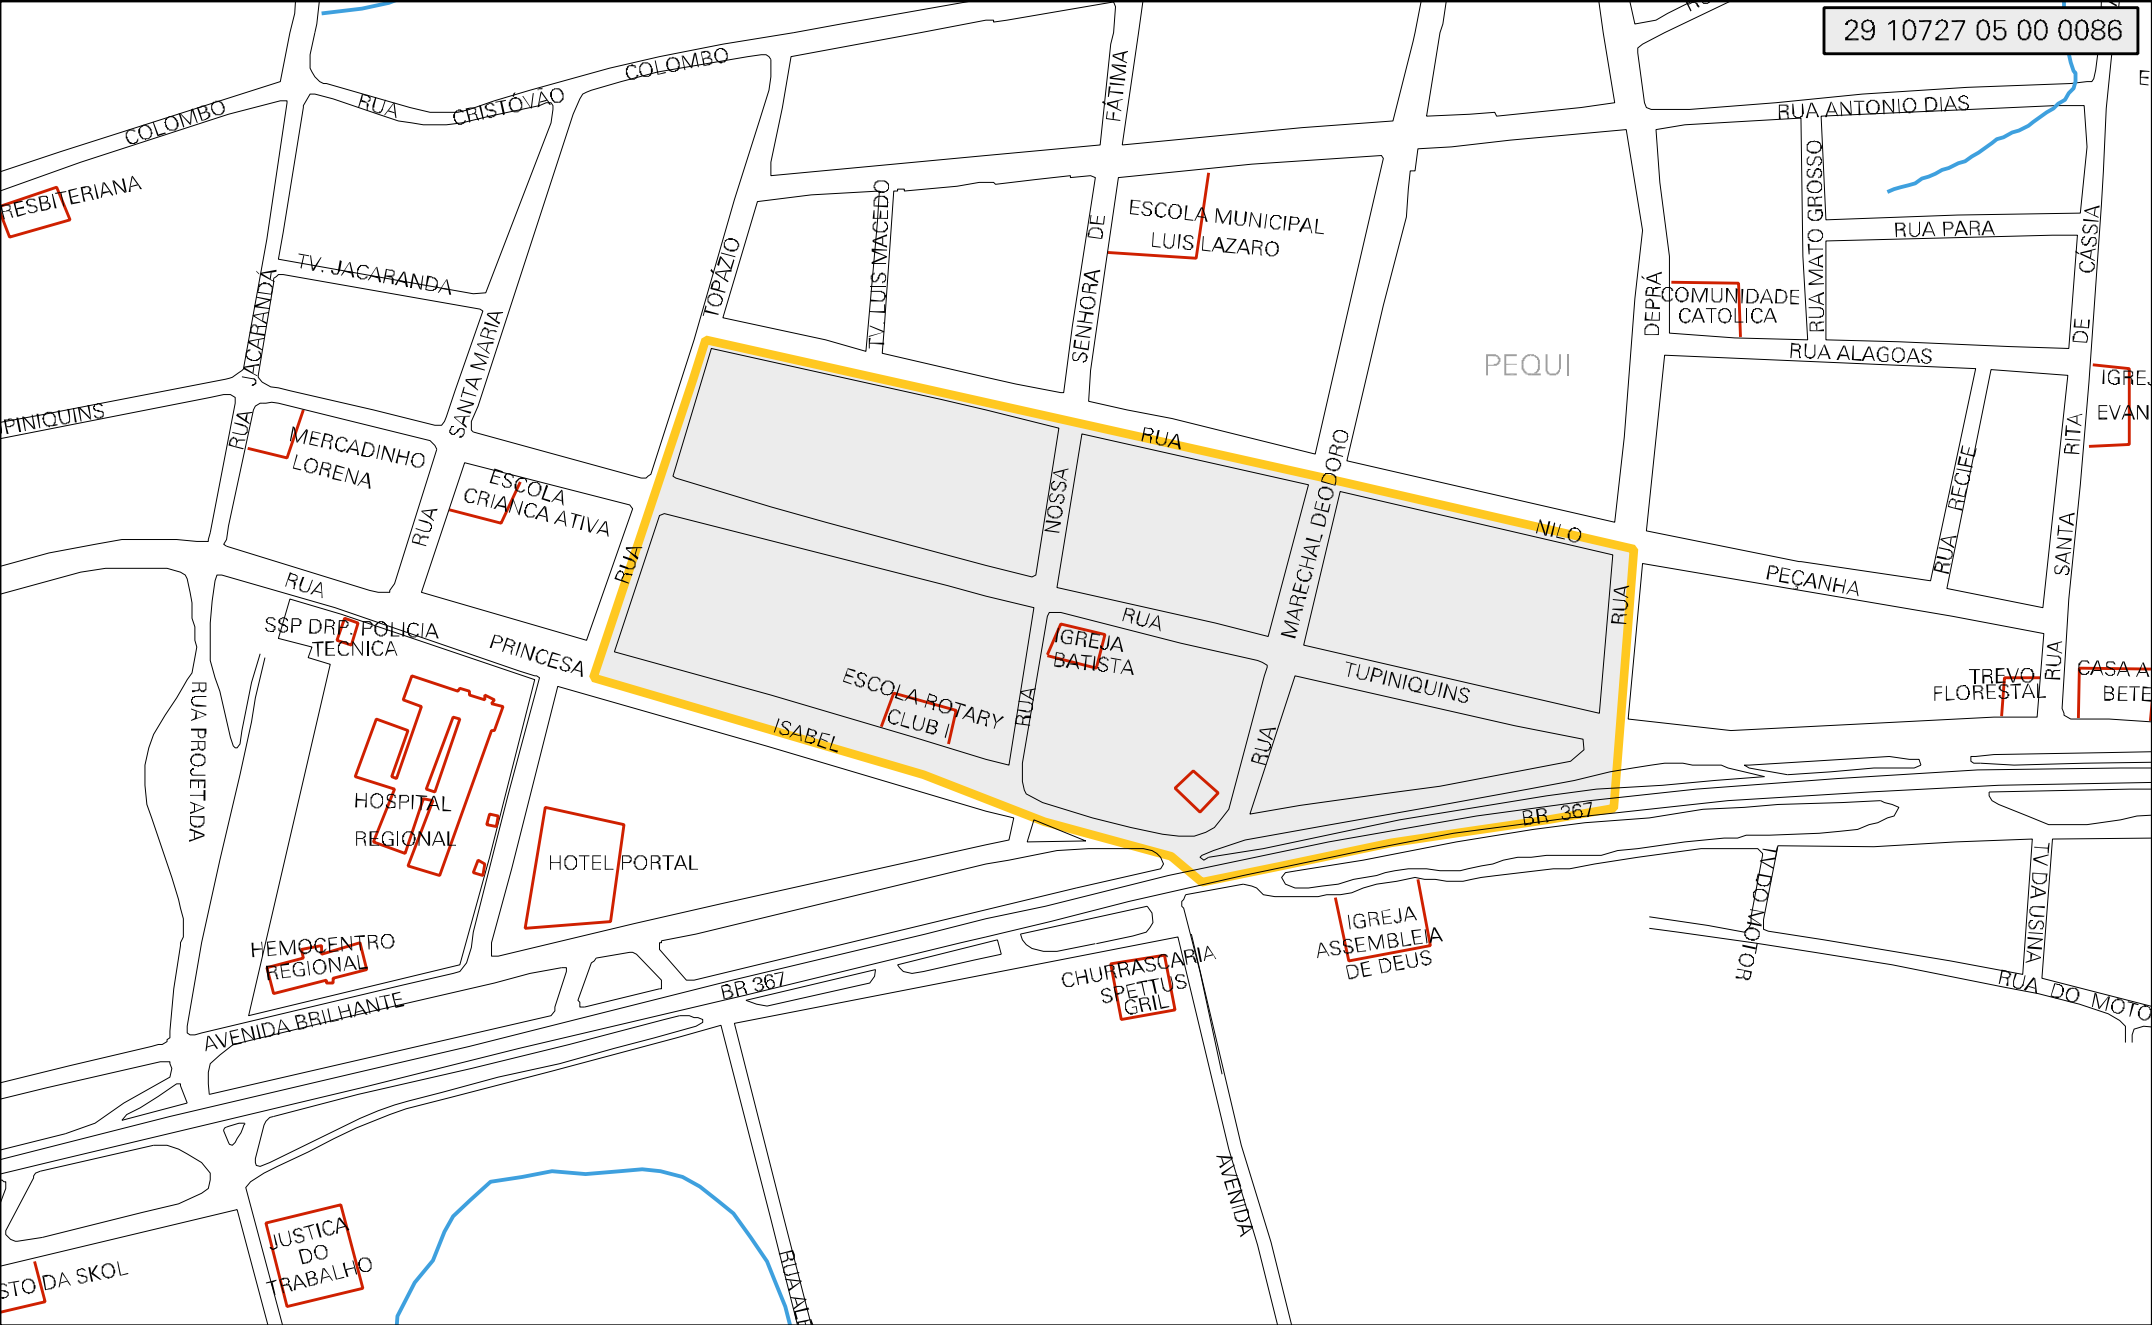 29 10727 05 00 0086
COLOMBO
RUA
CRISTÓVÃO
COLOMBO
FÁTIMA
RUA ANTONIO DIAS
RESBITERIANA
TV. LUIS MACEDO
ESCOLA MUNICIPAL
LUIS LAZARO
SENHORA DE
RUA MATO GROSSO
RUA PARA
CÁSSIA
TV. JACARANDA
JACARANDÁ
TOPÁZIO
DEPRÁ
COMUNIDADE
CATOLICA
DE
SANTA MARIA
RUA ALAGOAS
PEQUI
IGREJ
EVAN
PINIQUINS
RUA
MERCADINHO
LORENA
RUA
RITA
MARECHAL DEODORO
RUA RECIFE
ESCOLA
CRIANCA ATIVA
NOSSA
RUA
NILO
SANTA
RUA
RUA
RUA
PEÇANHA
RUA
SSP DRP. POLICIA
TECNICA
PRINCESA
IGREJA
BATISTA
RUA
TUPINIQUINS
RUA
TREVO
FLORESTAL
CASA A
BETE
ESCOLA ROTARY
CLUB I
RUA
RUA PROJETADA
ISABEL
RUA
HOSPITAL
REGIONAL
BR 367
HOTEL PORTAL
TV DO MOTOR
TV DA USINA
IGREJA
ASSEMBLEIA
DE DEUS
HEMOCENTRO
REGIONAL
CHURRASCARIA
SPETTUS
GRIL
BR 367
RUA DO MOTO
AVENIDA BRILHANTE
AVENIDA
JUSTICA
DO
TRABALHO
STO DA SKOL
RUA ALF